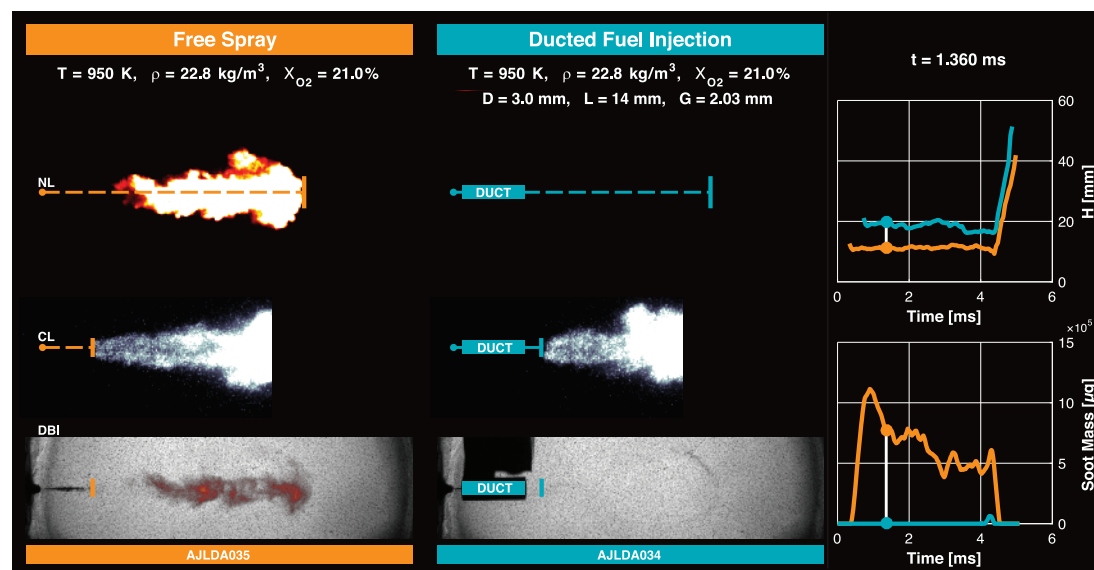 Free Spray
T = 950 K, ρ = 22.8 kg/m³, X_O2 = 21.0%
NL
CL
DBI
AJLDA035
Ducted Fuel Injection
T = 950 K, ρ = 22.8 kg/m³, X_O2 = 21.0%
D = 3.0 mm, L = 14 mm, G = 2.03 mm
DUCT
DUCT
DUCT
AJLDA034
t = 1.360 ms
60
40
20
0
H [mm]
0 2 4 6
Time [ms]
×10⁵
15
10
5
0
Soot Mass [μg]
0 2 4 6
Time [ms]